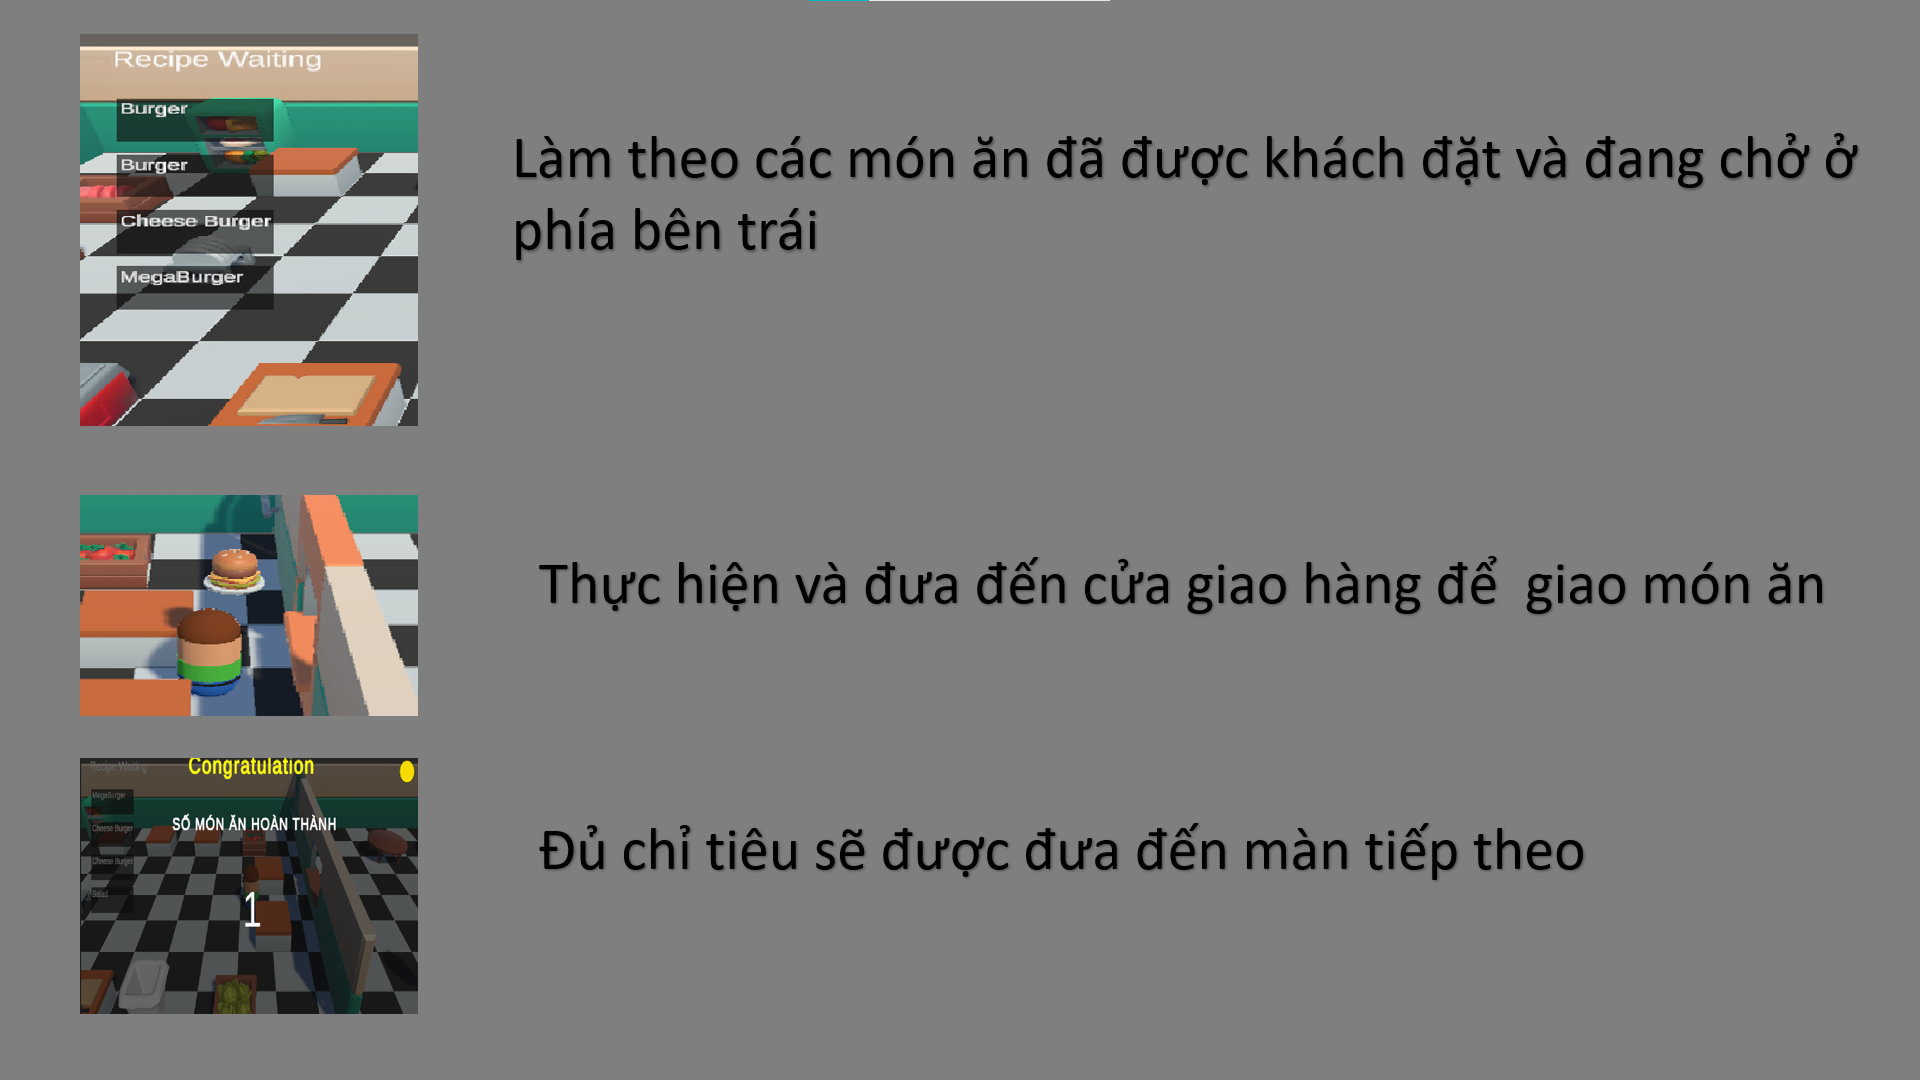 Recipe Waiting
Burger
Burger
Cheese Burger
MegaBurger
Làm theo các món ăn đã được khách đặt và đang chở ở
phía bên trái
Thực hiện và đưa đến cửa giao hàng để  giao món ăn
Congratulation
Recipe Waiting
MegaBurger
SỐ MÓN ĂN HOÀN THÀNH
Cheese Burger
Cheese Burger
Salad
1
Đủ chỉ tiêu sẽ được đưa đến màn tiếp theo